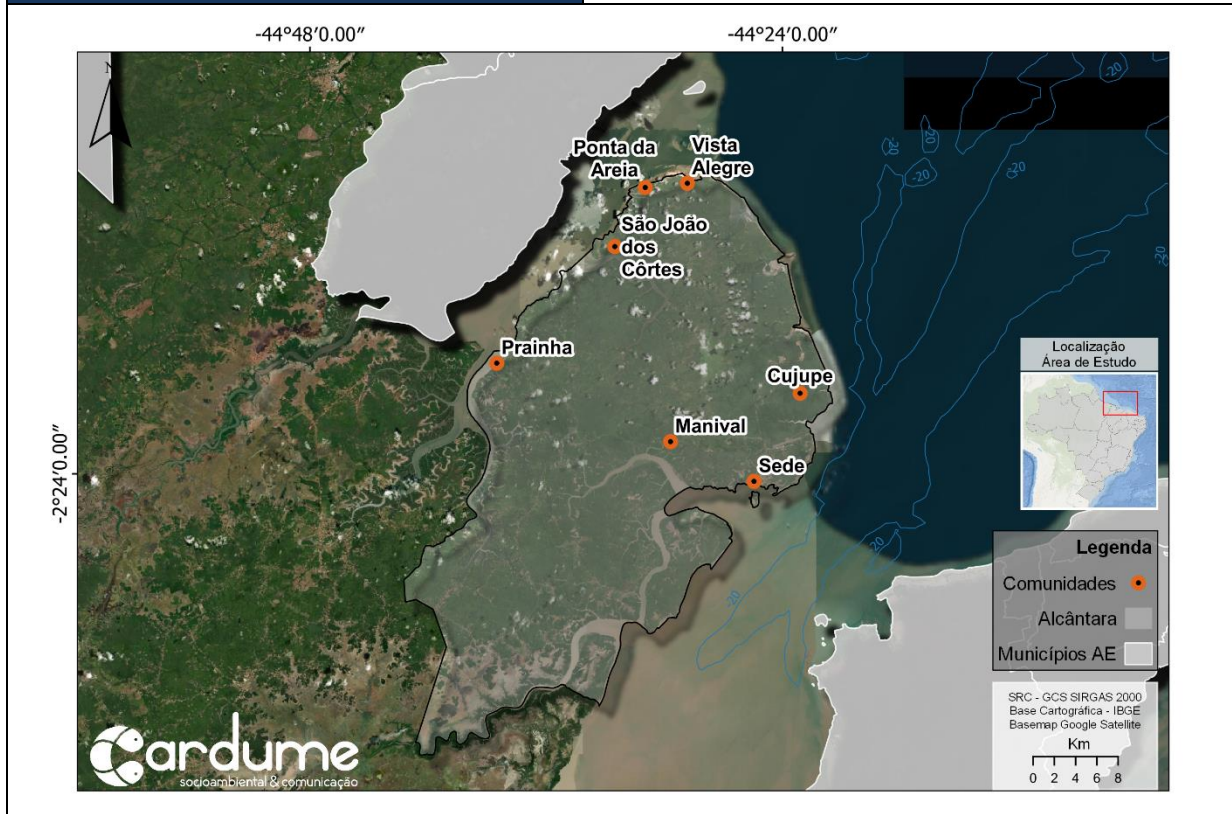 -44°48'0.00″
-44°24'0.00″
N
-2°24'0.00″
Ponta da
Areia
Vista
Alegre
São João
dos
Côrtes
Prainha
Cujupe
Manival
Sede
-20
-20
-20
-20
-20
-20
-20
-20
Localização
Área de Estudo
Legenda
Comunidades
Alcântara
Municípios AE
SRC - GCS SIRGAS 2000
Base Cartográfica - IBGE
Basemap Google Satellite
Km
0 2 4 6 8
Cardume
socioambiental & comunicação